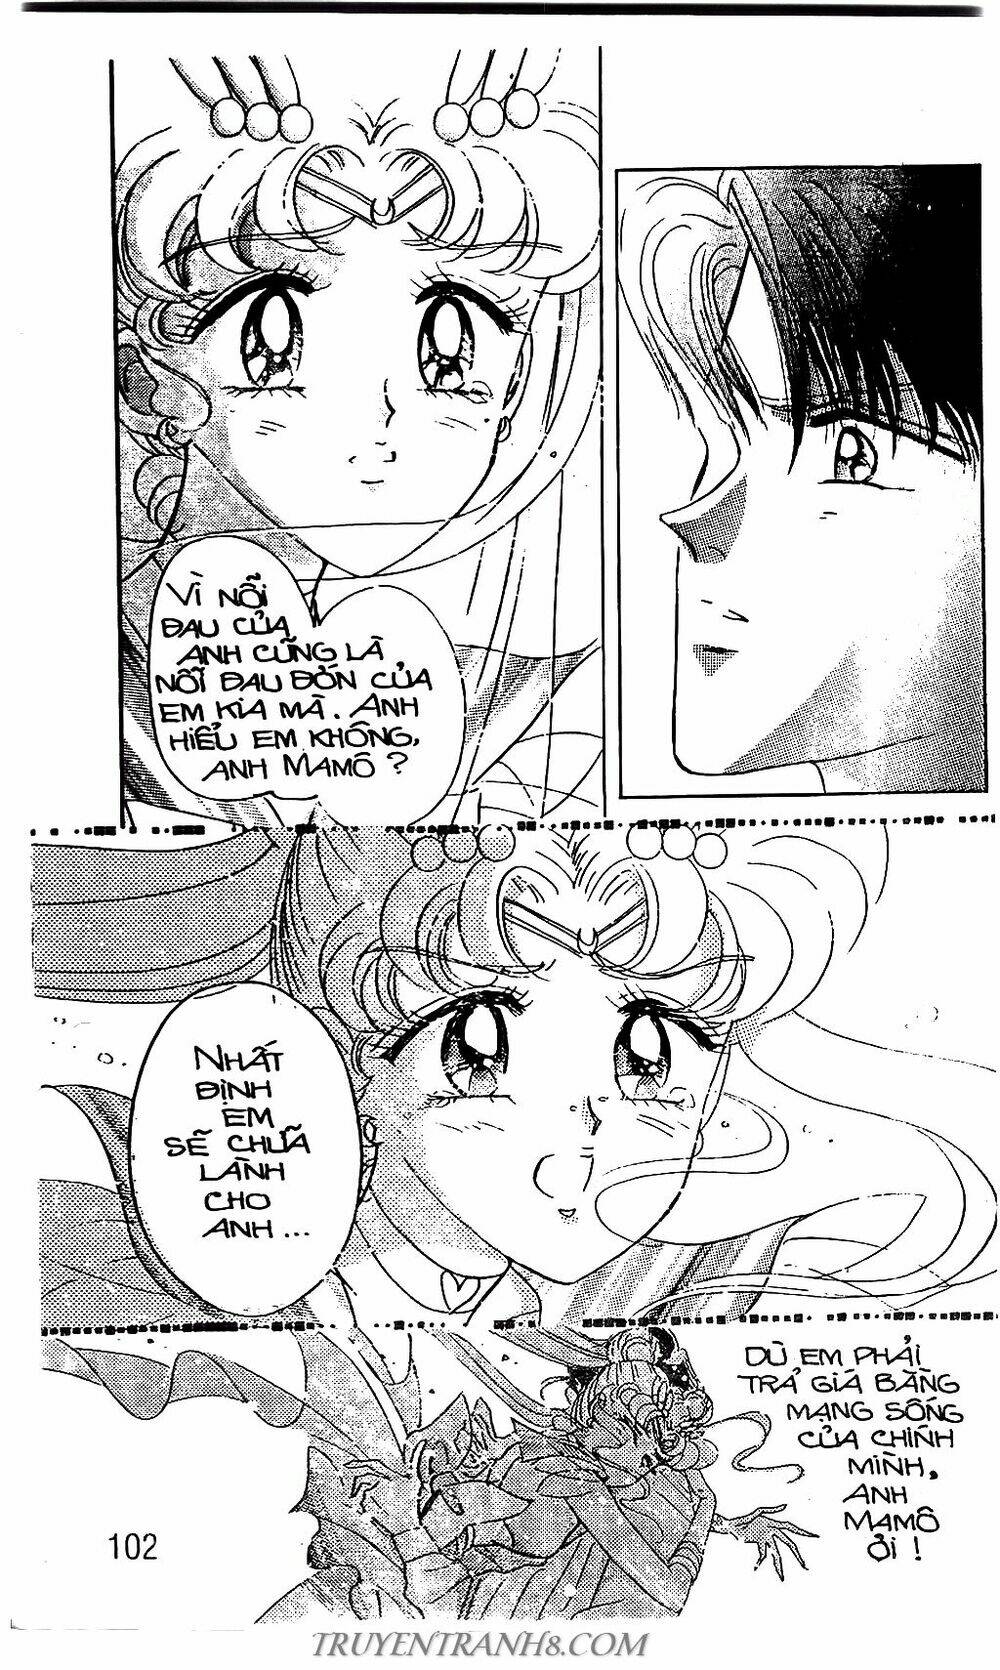 VÌ NỖI
ĐAU CỦA
ANH CŨNG LÀ
NỖI ĐAU ĐỚN CỦA
EM KIA MÀ. ANH
HIỂU EM KHÔNG,
ANH MAMÔ?
NHẤT
ĐỊNH
EM
SẼ CHỮA
LÀNH
CHO
ANH...
DÙ EM PHẢI
TRẢ GIÁ BẰNG
MẠNG SỐNG
CỦA CHÍNH
MÌNH,
ANH
MAMÔ
ƠI!
102
TRUYENTRANH8.COM